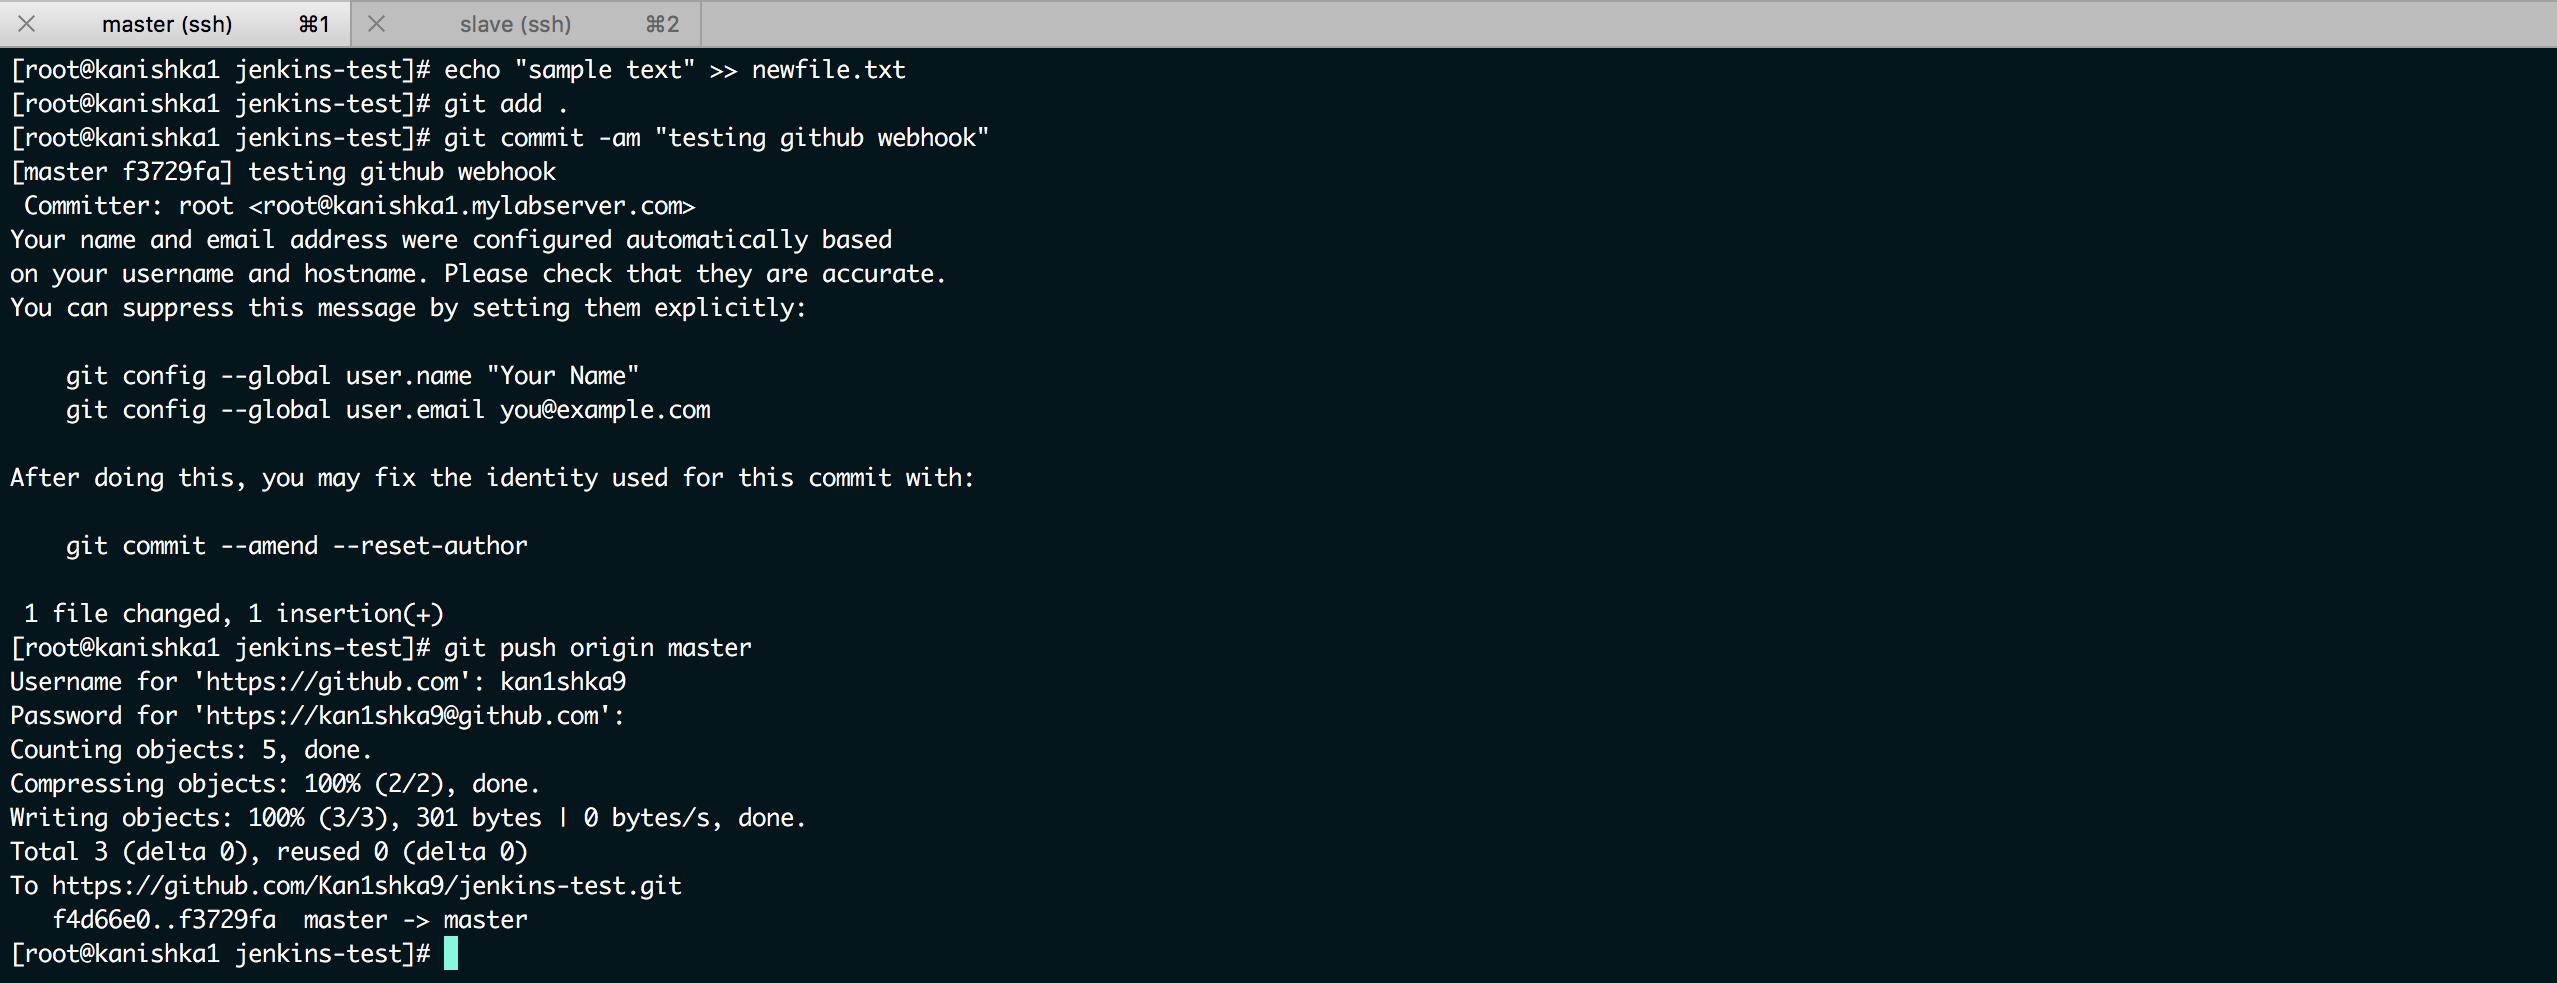 master (ssh) ⌘1 slave (ssh) ⌘2
[root@kanishka1 jenkins-test]# echo "sample text" >> newfile.txt
[root@kanishka1 jenkins-test]# git add .
[root@kanishka1 jenkins-test]# git commit -am "testing github webhook"
[master f3729fa] testing github webhook
 Committer: root <root@kanishka1.mylabserver.com>
Your name and email address were configured automatically based
on your username and hostname. Please check that they are accurate.
You can suppress this message by setting them explicitly:

    git config --global user.name "Your Name"
    git config --global user.email you@example.com

After doing this, you may fix the identity used for this commit with:

    git commit --amend --reset-author

 1 file changed, 1 insertion(+)
[root@kanishka1 jenkins-test]# git push origin master
Username for 'https://github.com': kan1shka9
Password for 'https://kan1shka9@github.com':
Counting objects: 5, done.
Compressing objects: 100% (2/2), done.
Writing objects: 100% (3/3), 301 bytes | 0 bytes/s, done.
Total 3 (delta 0), reused 0 (delta 0)
To https://github.com/Kan1shka9/jenkins-test.git
   f4d66e0..f3729fa  master -> master
[root@kanishka1 jenkins-test]#